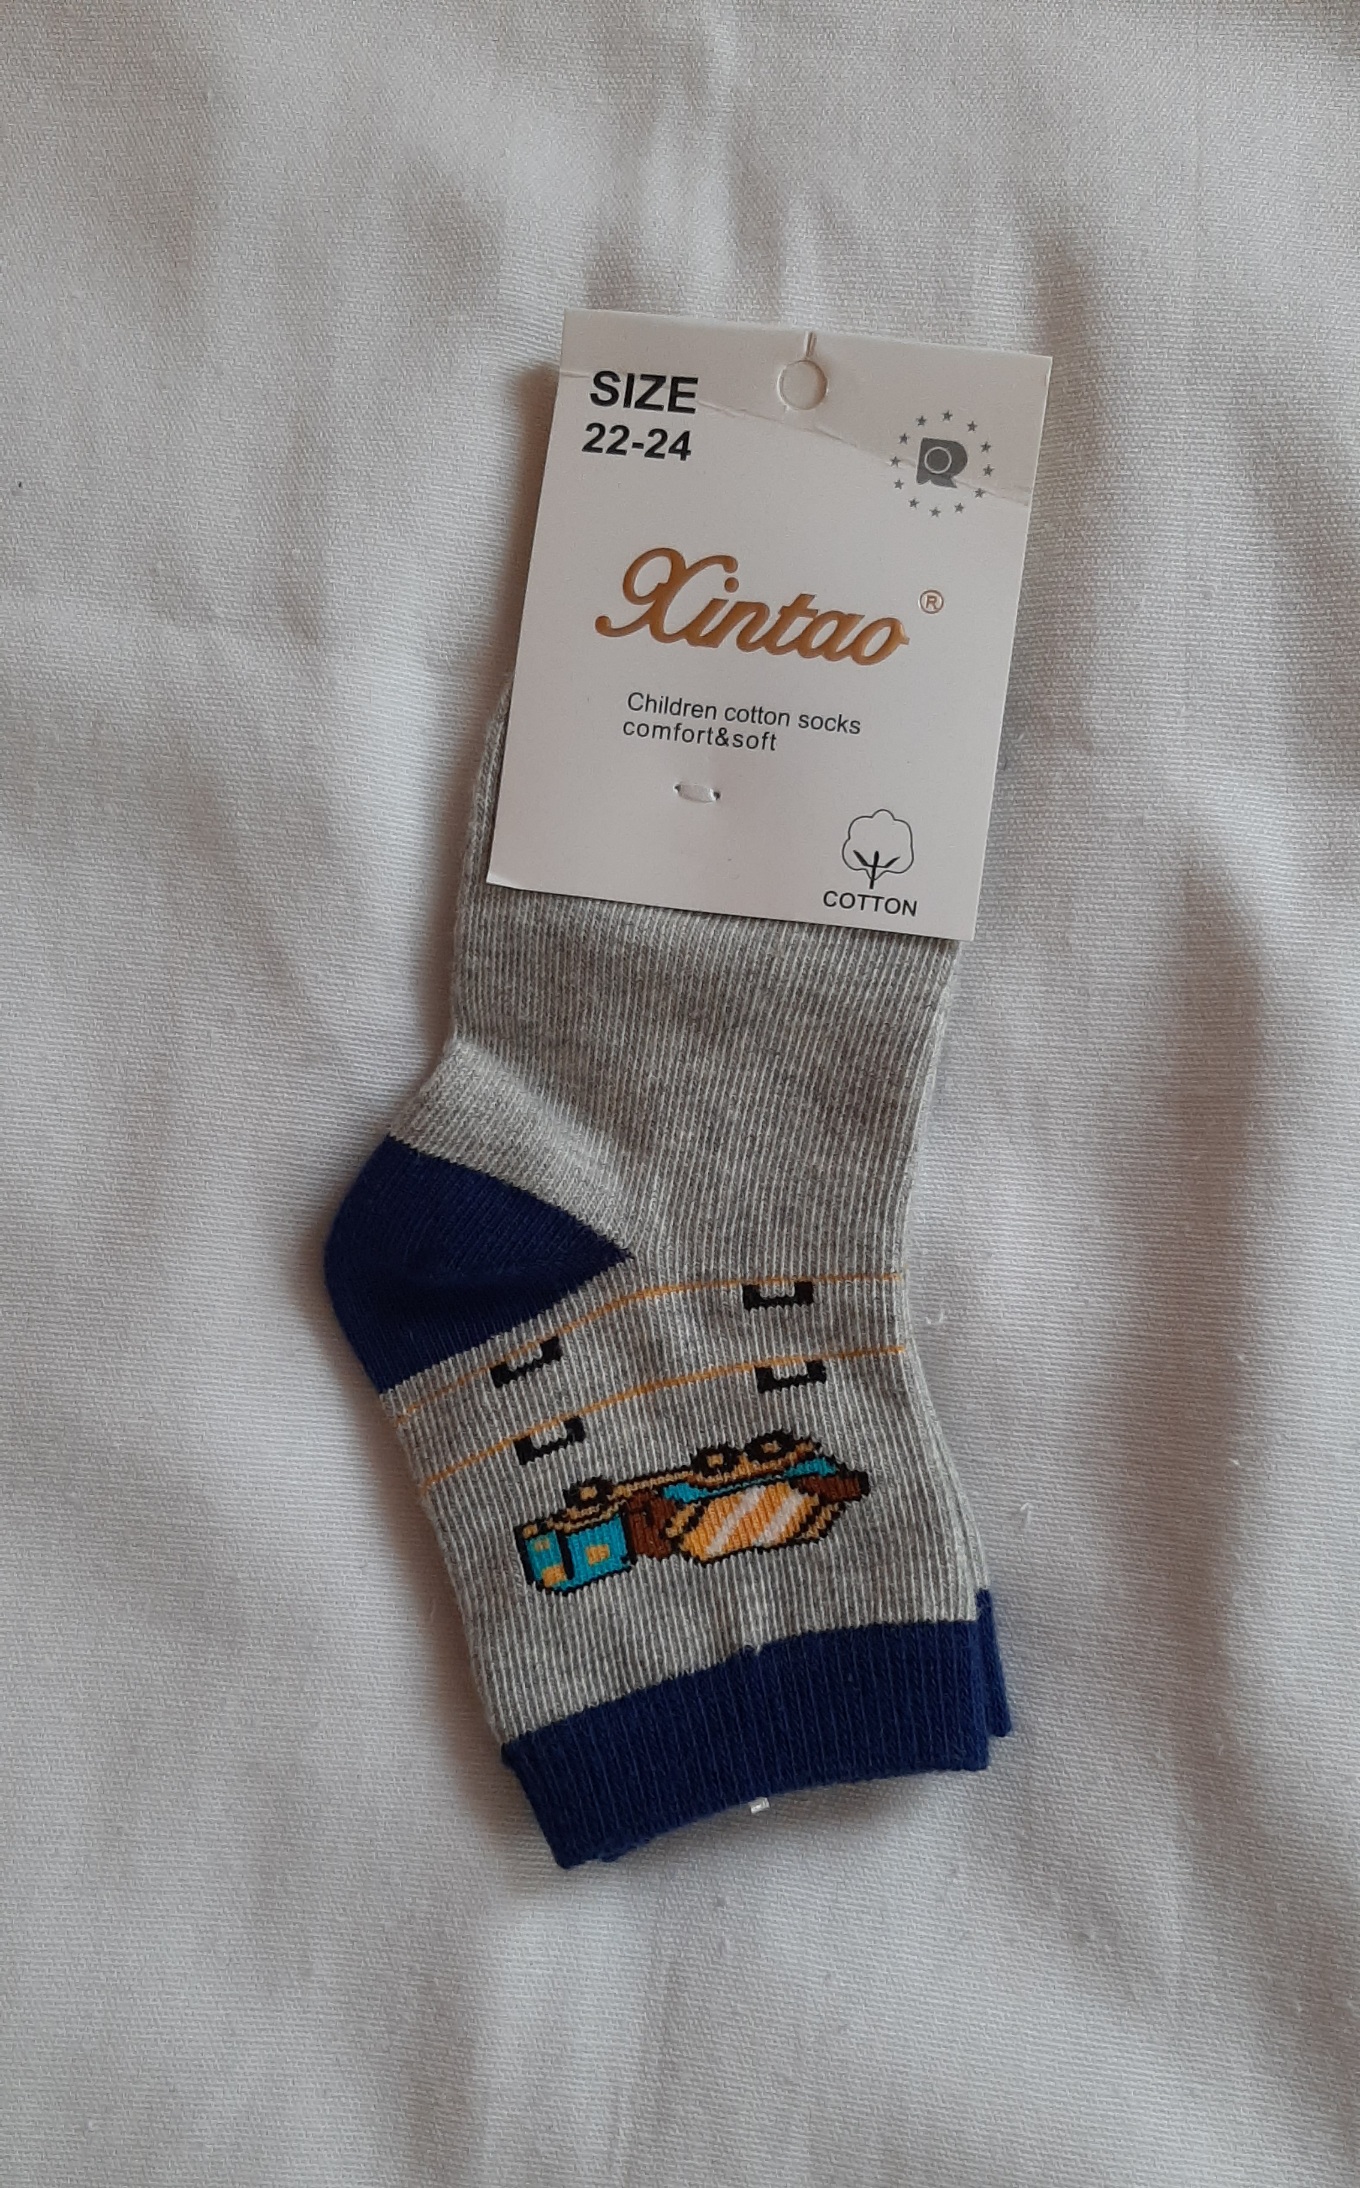 SIZE
22-24
R
Xintao ®
Children cotton socks
comfort&soft
COTTON